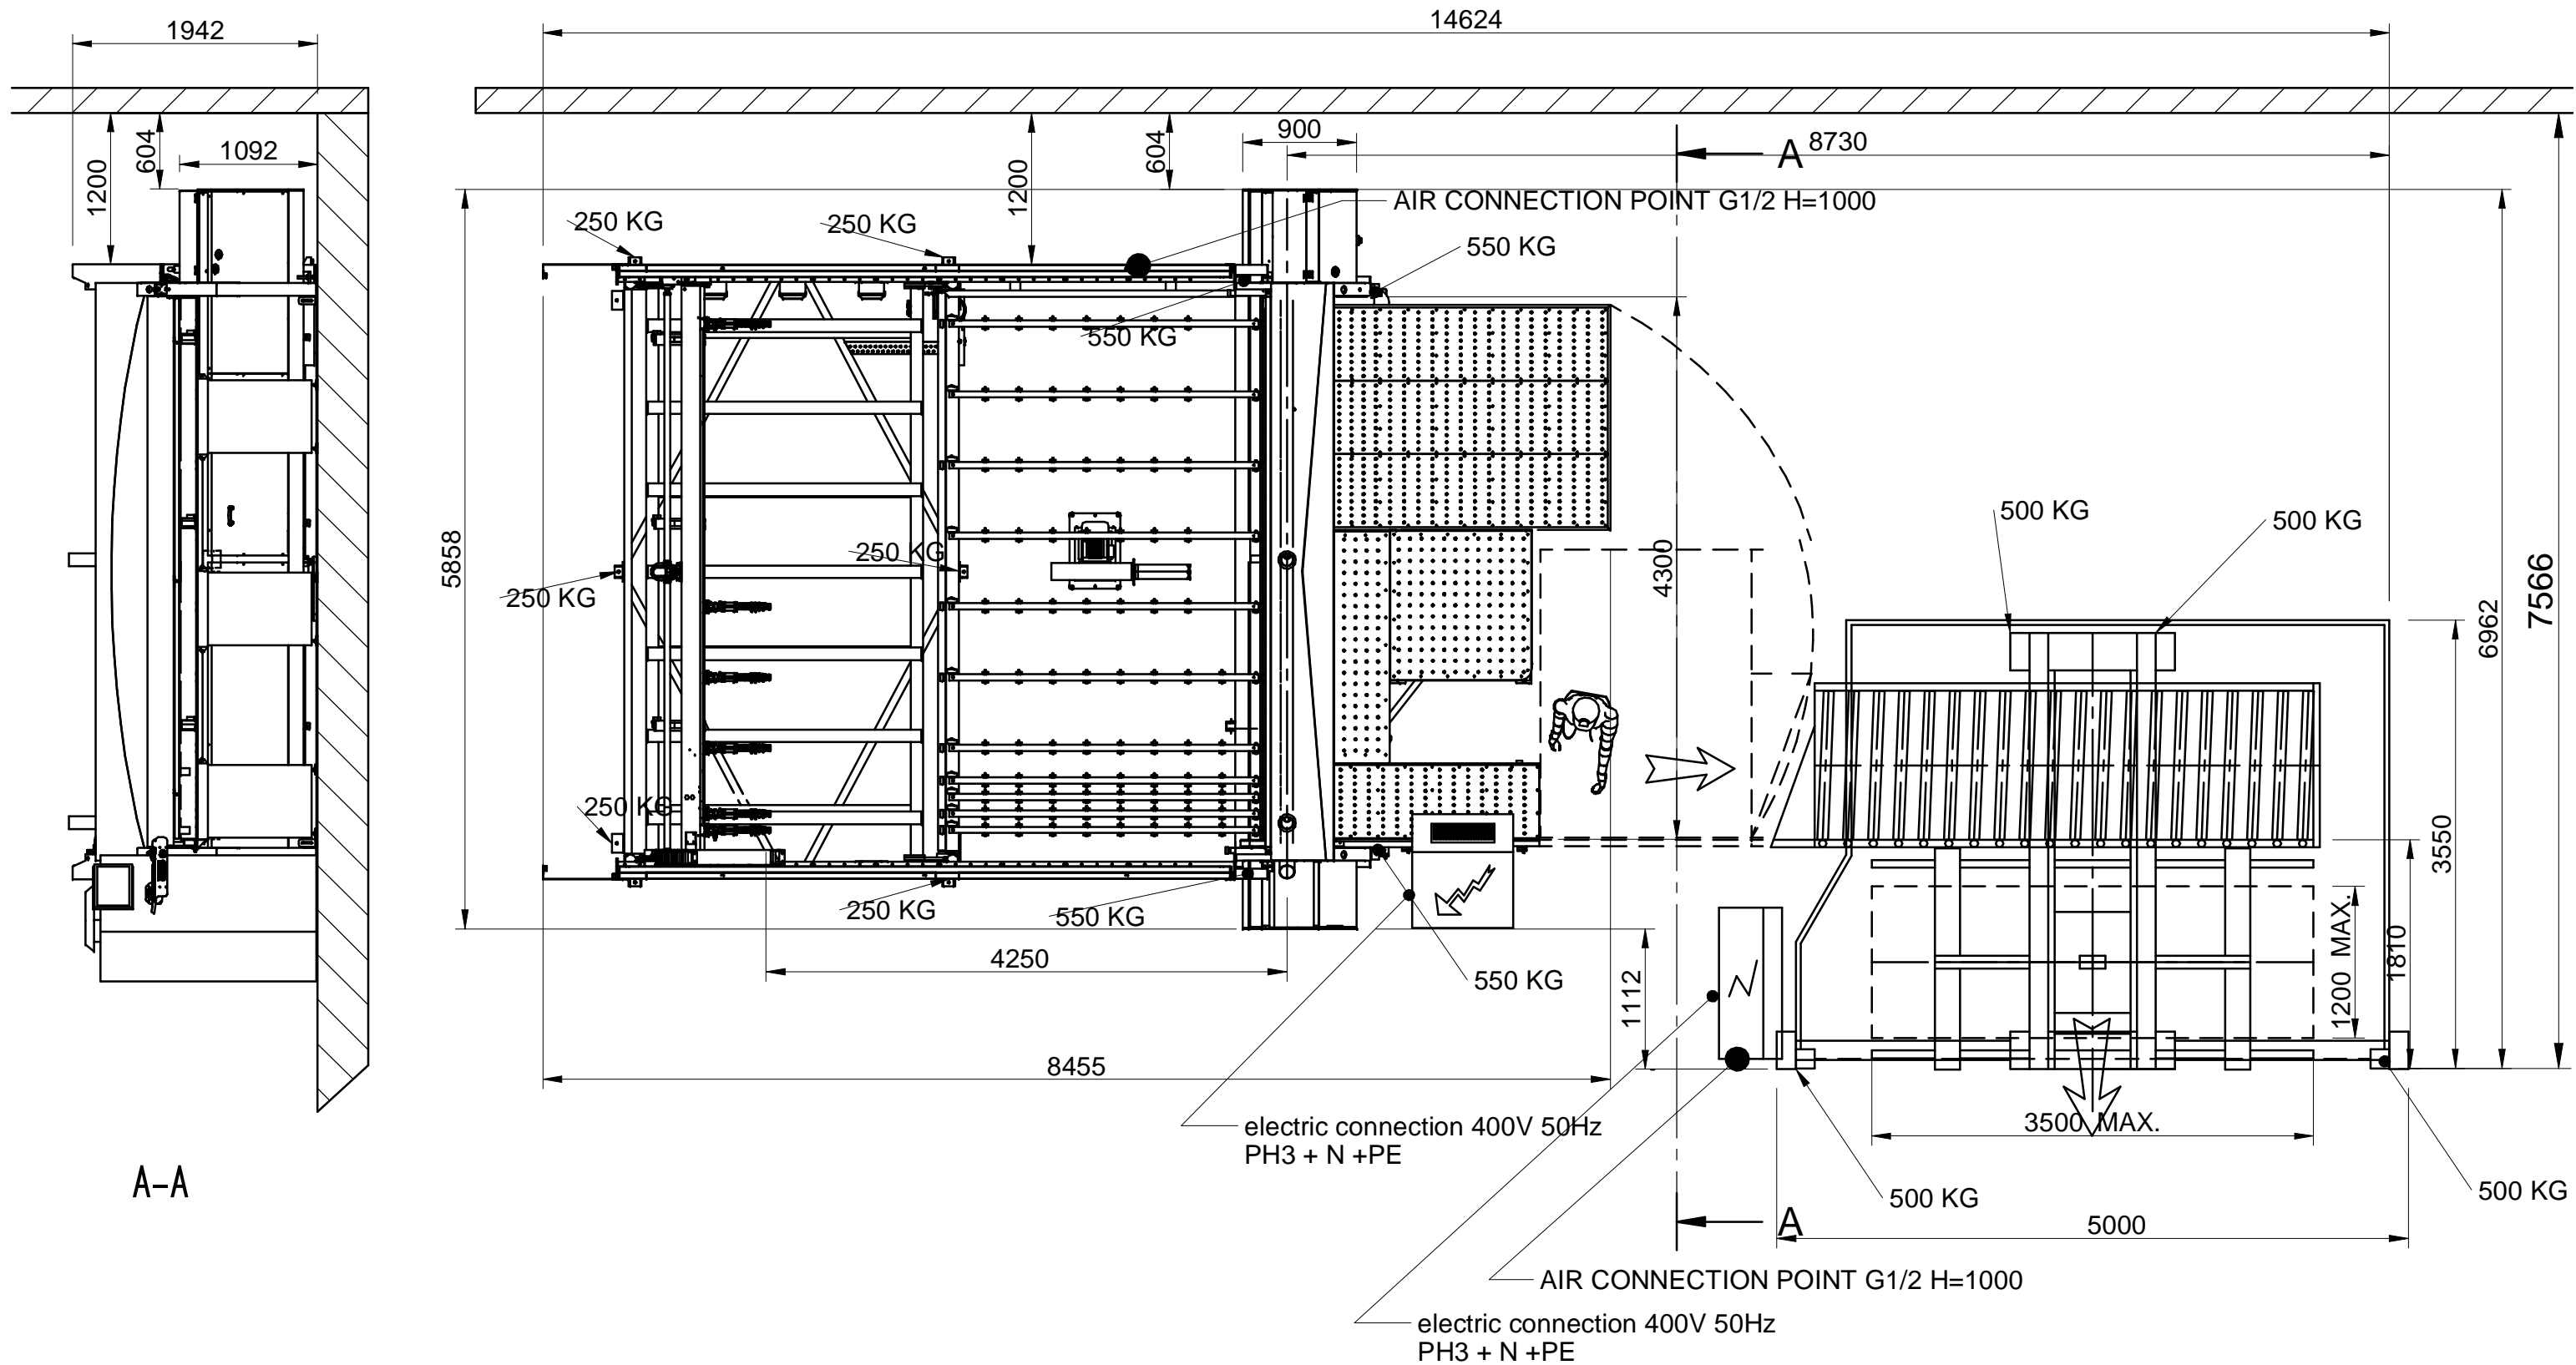 1942
14624
604
1092
1200
1200
604
900
A
8730
AIR CONNECTION POINT G1/2 H=1000
250 KG
250 KG
550 KG
550 KG
5858
250 KG
250 KG
4300
500 KG
500 KG
6962
7566
3550
250 KG
250 KG
550 KG
4250
550 KG
1112
1200 MAX.
1810
8455
electric connection 400V 50Hz
PH3 + N +PE
3500 MAX.
A-A
500 KG
500 KG
A
5000
AIR CONNECTION POINT G1/2 H=1000
electric connection 400V 50Hz
PH3 + N +PE